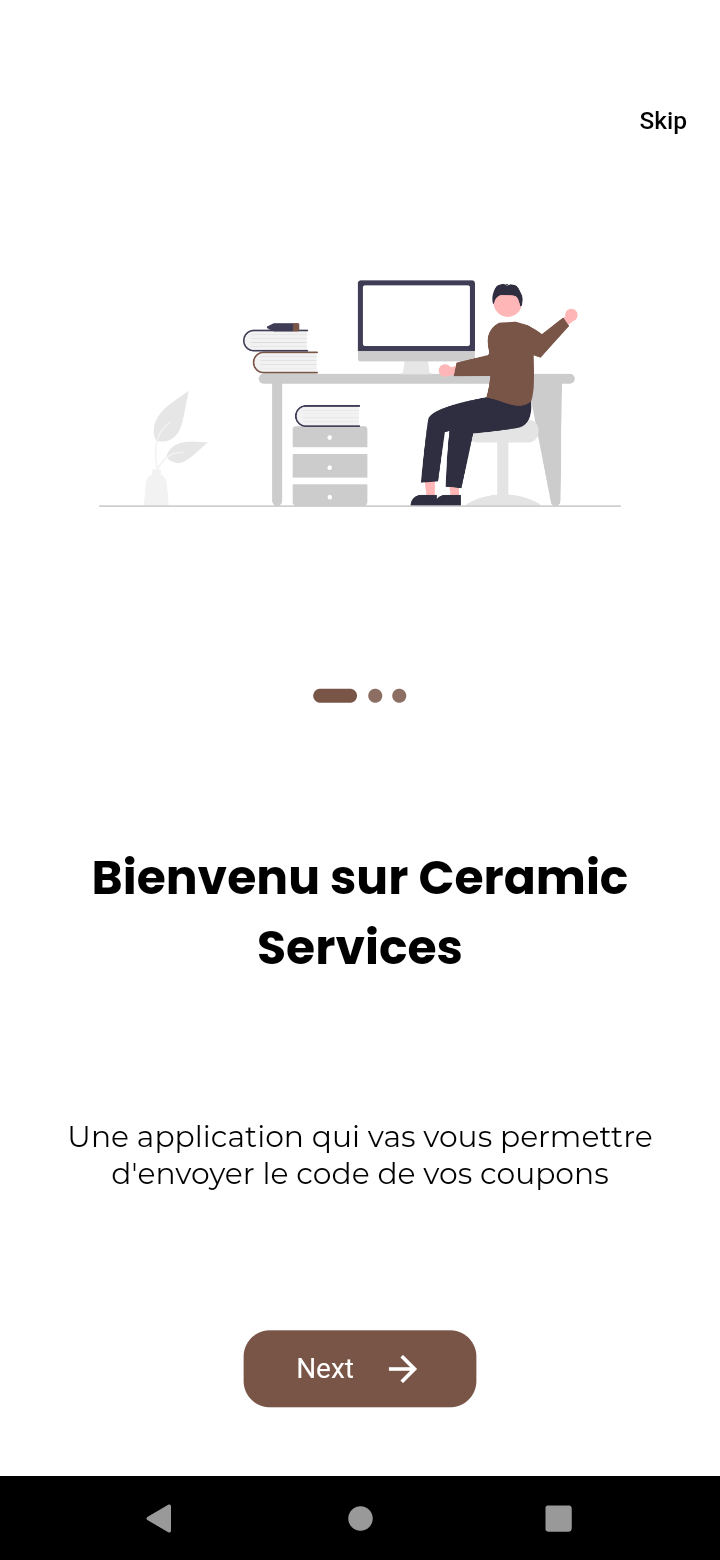 Skip
Bienvenu sur Ceramic
Services
Une application qui vas vous permettre
d'envoyer le code de vos coupons
Next